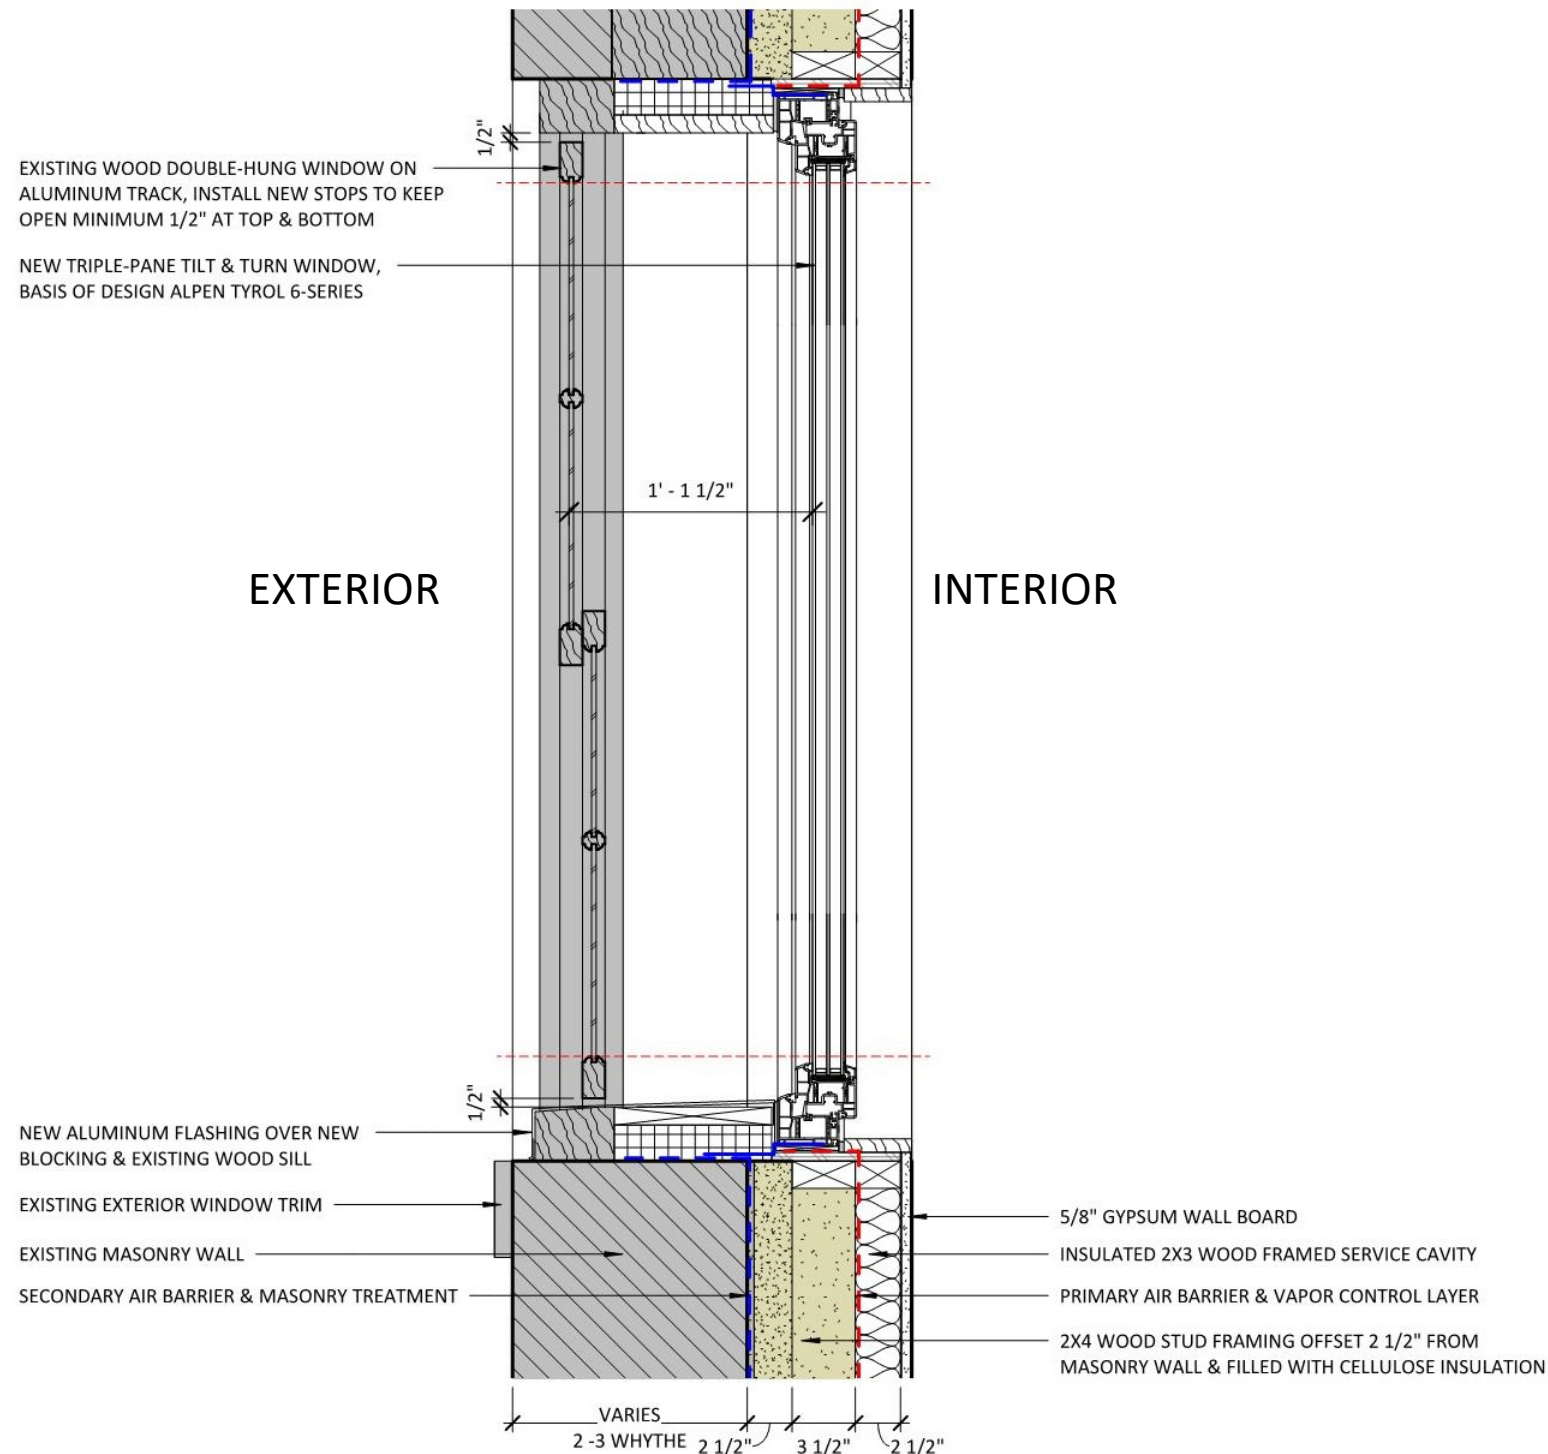 1/2"
EXISTING WOOD DOUBLE-HUNG WINDOW ON
ALUMINUM TRACK, INSTALL NEW STOPS TO KEEP
OPEN MINIMUM 1/2" AT TOP & BOTTOM
NEW TRIPLE-PANE TILT & TURN WINDOW,
BASIS OF DESIGN ALPEN TYROL 6-SERIES
1' - 1 1/2"
EXTERIOR
INTERIOR
1/2"
NEW ALUMINUM FLASHING OVER NEW
BLOCKING & EXISTING WOOD SILL
EXISTING EXTERIOR WINDOW TRIM
EXISTING MASONRY WALL
SECONDARY AIR BARRIER & MASONRY TREATMENT
5/8" GYPSUM WALL BOARD
INSULATED 2X3 WOOD FRAMED SERVICE CAVITY
PRIMARY AIR BARRIER & VAPOR CONTROL LAYER
2X4 WOOD STUD FRAMING OFFSET 2 1/2" FROM
MASONRY WALL & FILLED WITH CELLULOSE INSULATION
VARIES
2 -3 WHYTHE
2 1/2"
3 1/2"
2 1/2"